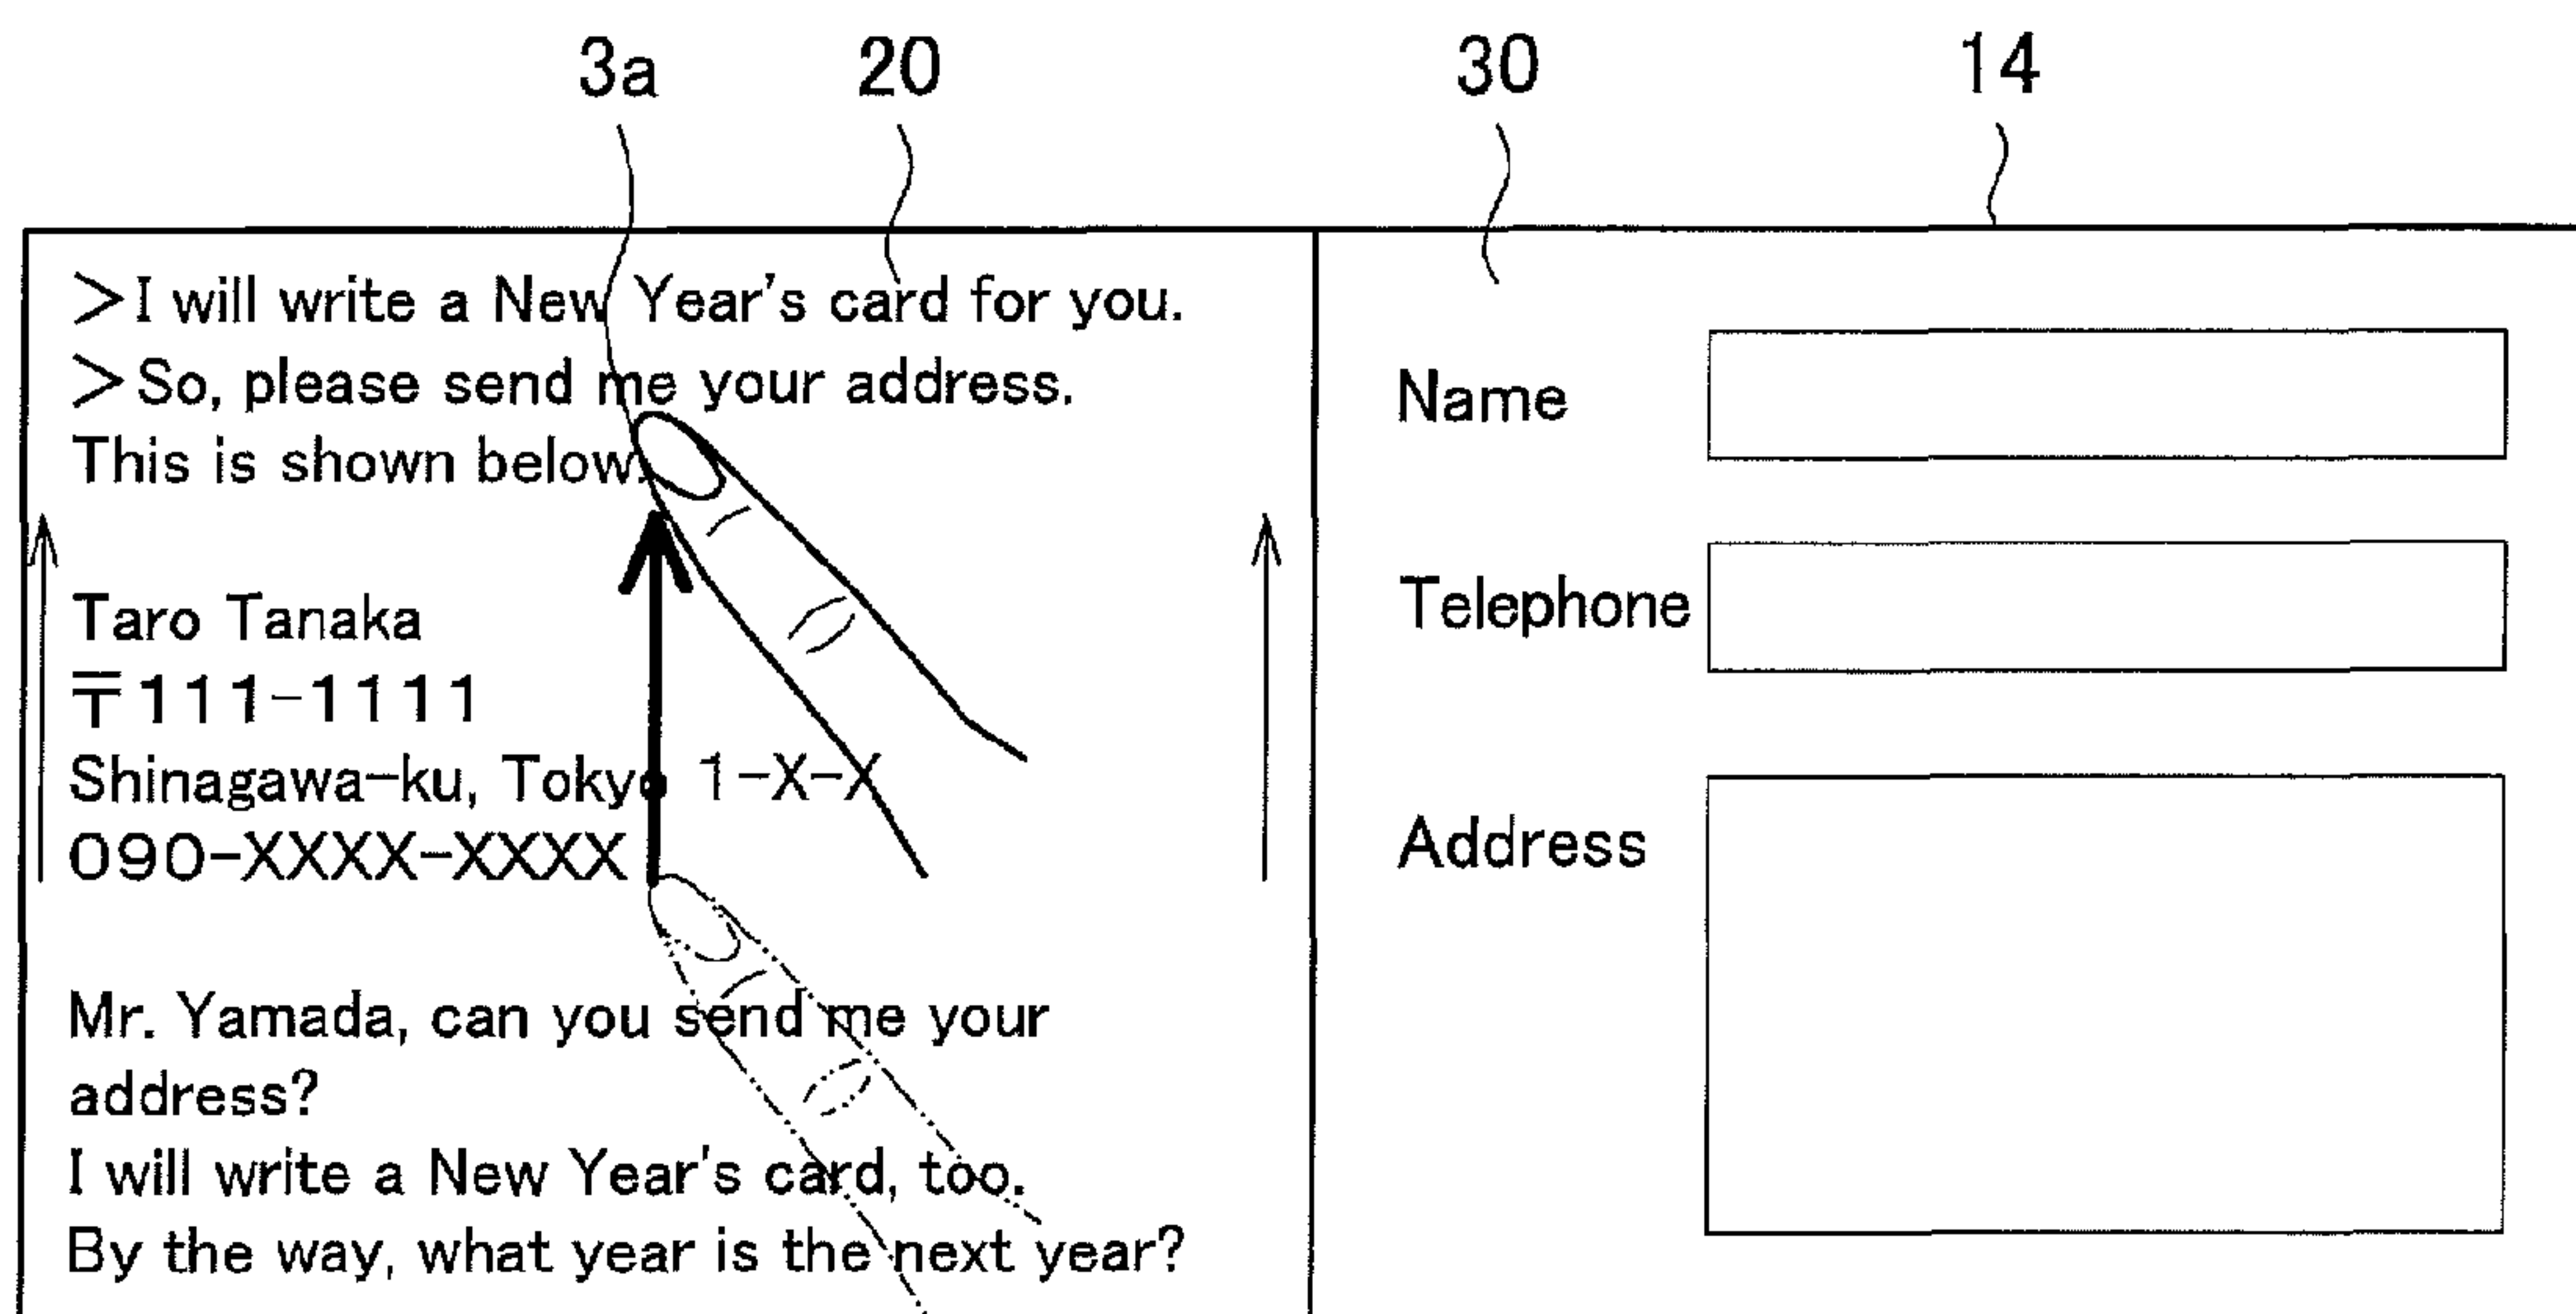 3a 20 30 14
>I will write a New Year's card for you.
>So, please send me your address.
This is shown below.
Taro Tanaka
〒111-1111
Shinagawa-ku, Tokyo 1-X-X
090-XXXX-XXXX
Mr. Yamada, can you send me your
address?
I will write a New Year's card, too.
By the way, what year is the next year?
Name
Telephone
Address